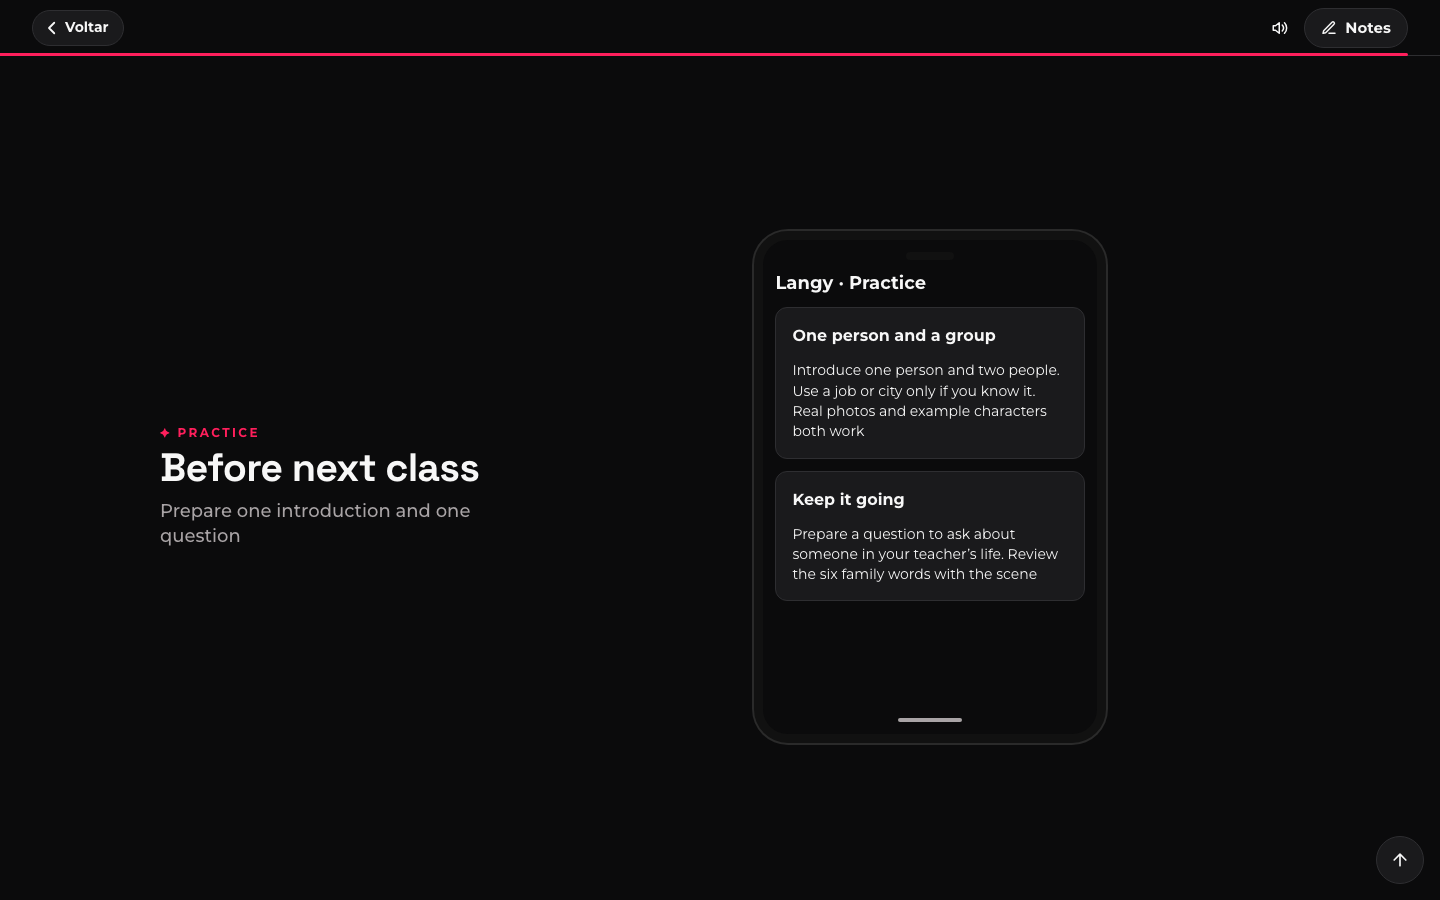 Voltar
Notes
PRACTICE
Before next class
Prepare one introduction and one
question
Langy · Practice
One person and a group
Introduce one person and two people.
Use a job or city only if you know it.
Real photos and example characters
both work
Keep it going
Prepare a question to ask about
someone in your teacher’s life. Review
the six family words with the scene